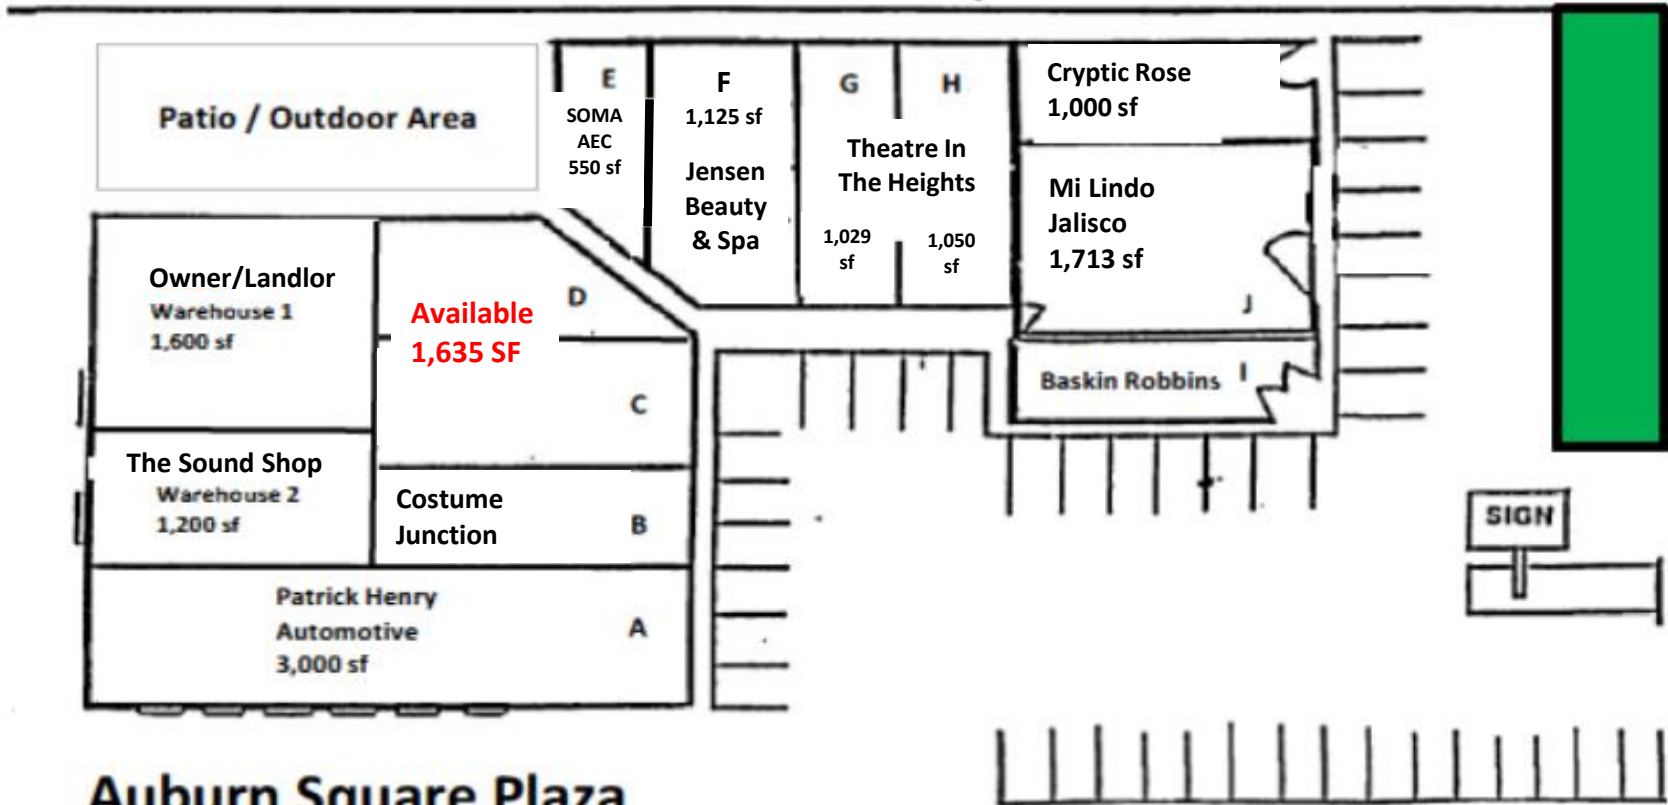 Patio / Outdoor Area
E
SOMA
AEC
550 sf
F
1,125 sf
Jensen
Beauty
& Spa
G
H
Theatre In
The Heights
1,029
sf
1,050
sf
Cryptic Rose
1,000 sf
Mi Lindo
Jalisco
1,713 sf
J
Baskin Robbins
I
Owner/Landlor
Warehouse 1
1,600 sf
D
Available
1,635 SF
C
The Sound Shop
Warehouse 2
1,200 sf
Costume
Junction
B
Patrick Henry
Automotive
3,000 sf
A
SIGN
Auburn Square Plaza